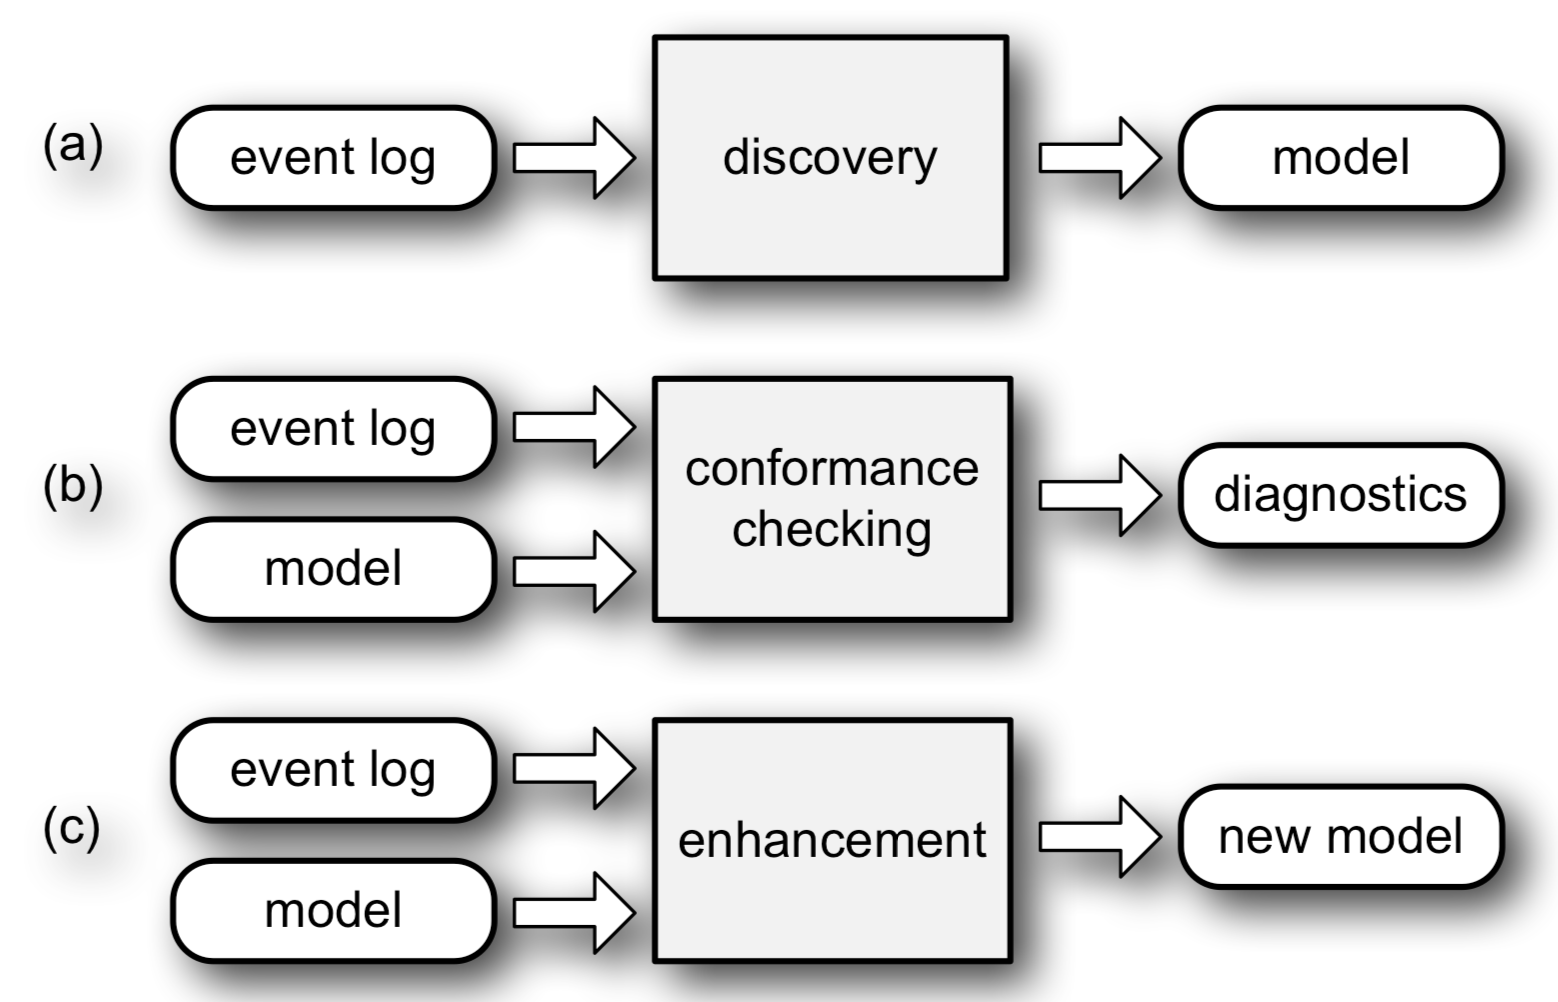 (a)
event log
discovery
model
(b)
event log
model
conformance
checking
diagnostics
(c)
event log
model
enhancement
new model